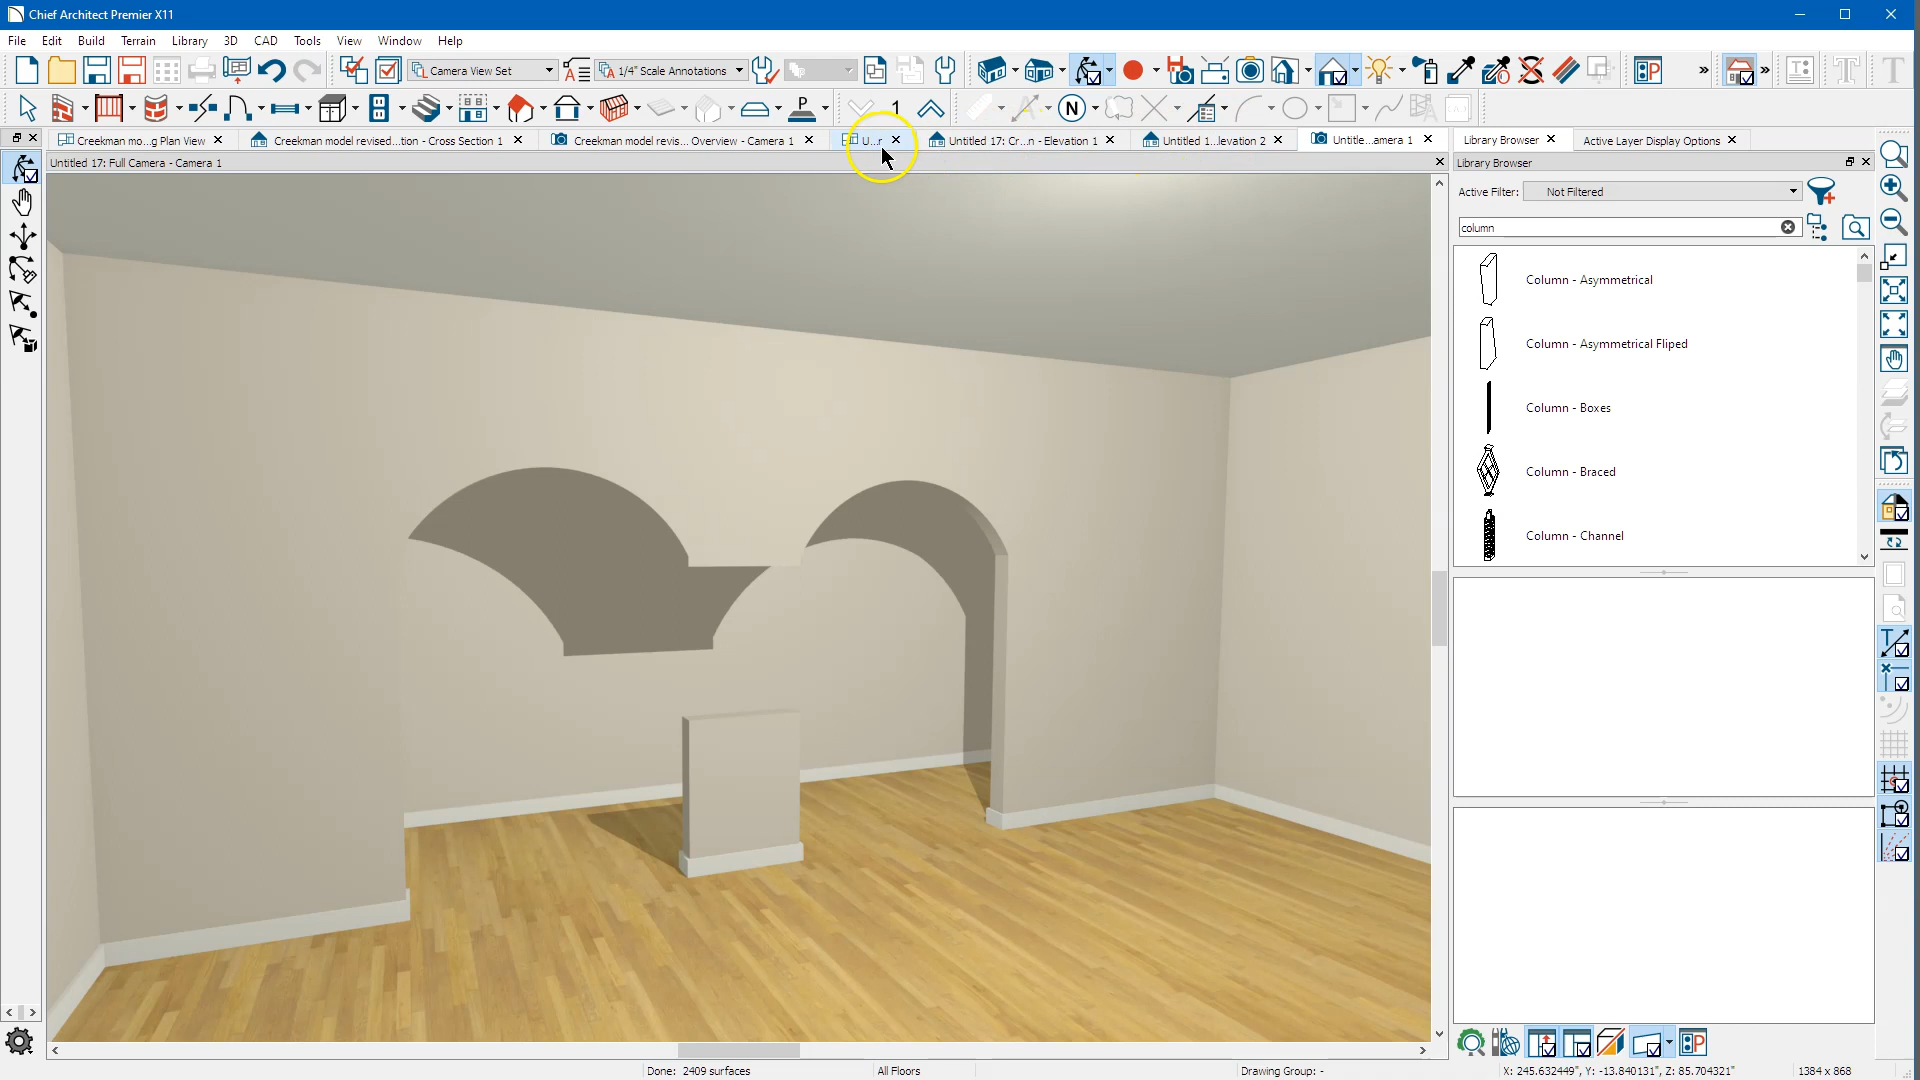 Chief Architect Premier X11
File Edit Build Terrain Library 3D CAD Tools View Window Help
Camera View Set 1/4" Scale Annotations
P 1 N
Creekman mo...g Plan View Creekman model revised...tion - Cross Section 1 Creekman model revis... Overview - Camera 1 U...r Untitled 17: Cr...n - Elevation 1 Untitled 1...levation 2 Untitle...amera 1 Library Browser Active Layer Display Options
Untitled 17: Full Camera - Camera 1
Library Browser
Active Filter: Not Filtered
column
Column - Asymmetrical
Column - Asymmetrical Fliped
Column - Boxes
Column - Braced
Column - Channel
Done: 2409 surfaces All Floors Drawing Group: - X: 245.632449", Y: -13.840131", Z: 85.704321" 1384 x 868